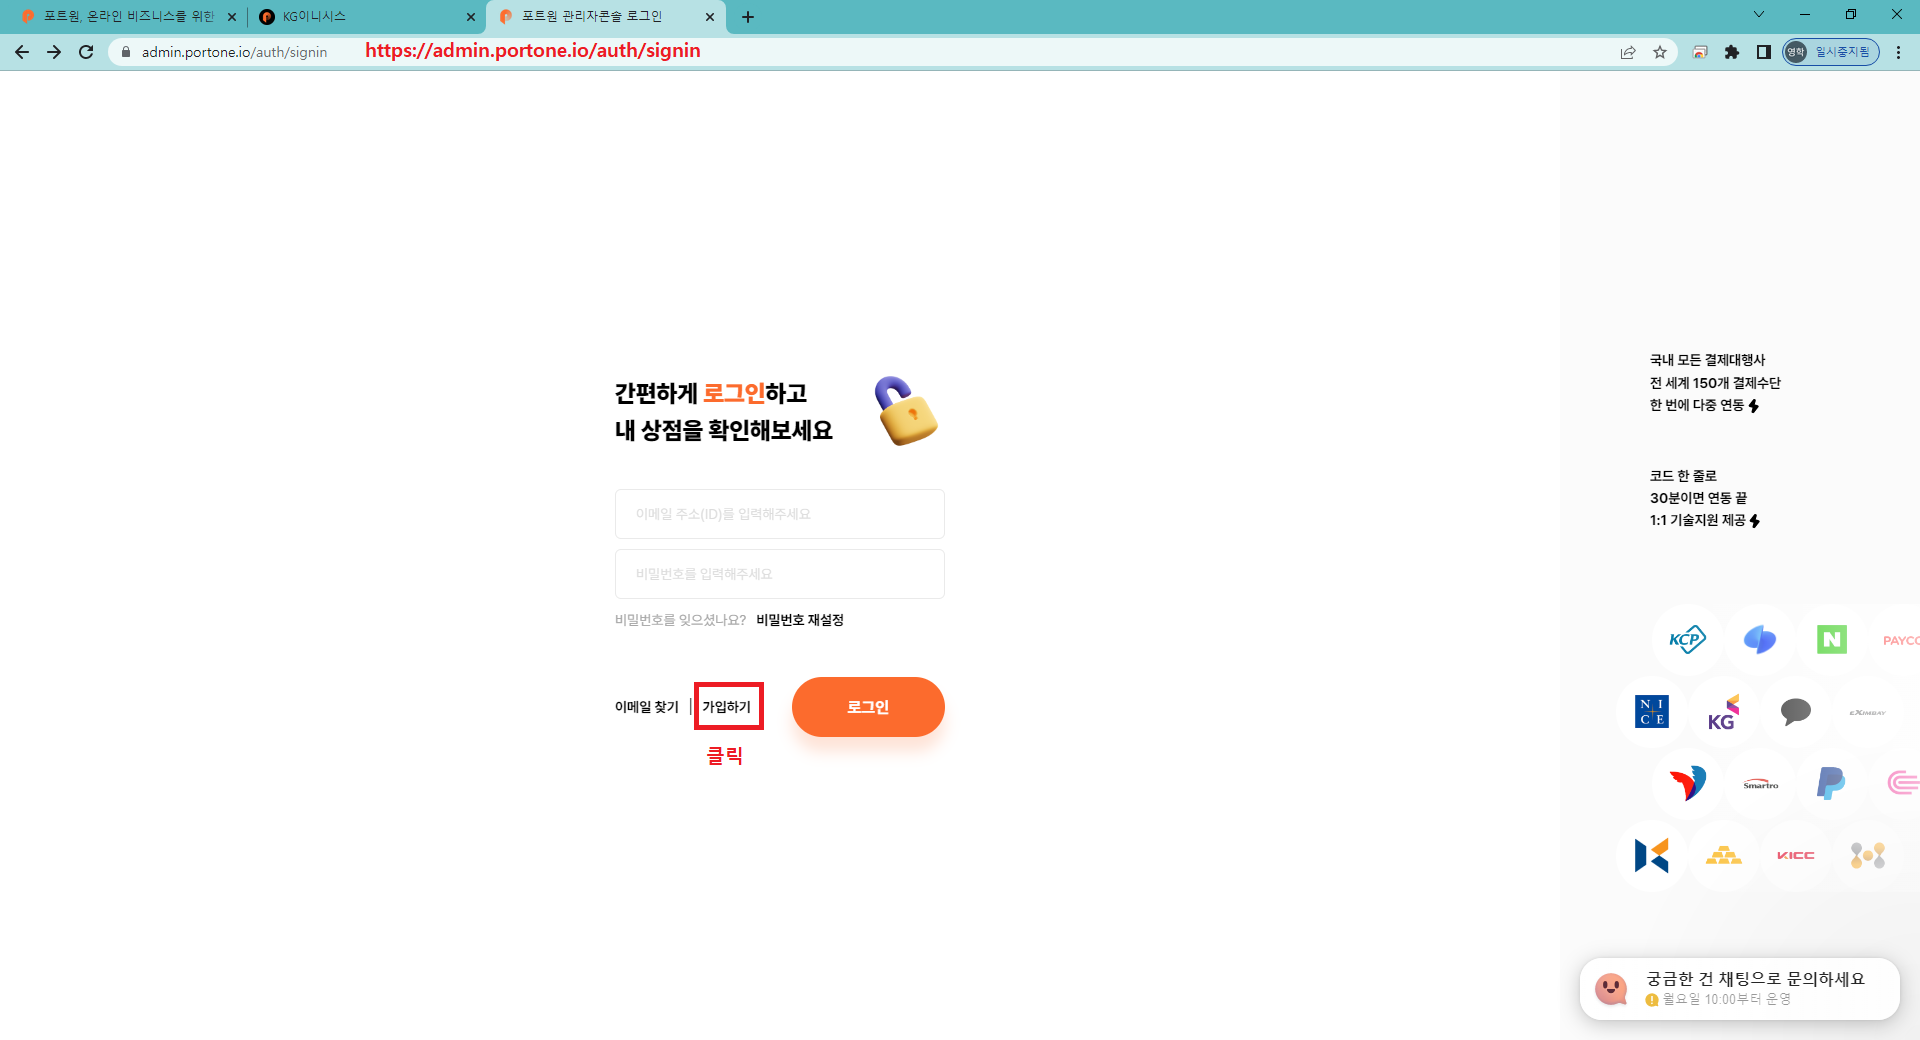 포트원, 온라인 비즈니스를 위한
KG이니시스
포트원 관리자콘솔 로그인
admin.portone.io/auth/signin
https://admin.portone.io/auth/signin
영학
일시중지됨
간편하게 로그인하고
내 상점을 확인해보세요
이메일 주소(ID)를 입력해주세요
비밀번호를 입력해주세요
비밀번호를 잊으셨나요? 비밀번호 재설정
이메일 찾기 | 가입하기
로그인
클릭
국내 모든 결제대행사
전 세계 150개 결제수단
한 번에 다중 연동
코드 한 줄로
30분이면 연동 끝
1:1 기술지원 제공
KCP
N
PAYCO
NICE
KG
eXIMBAY
Smartro
KICC
궁금한 건 채팅으로 문의하세요
월요일 10:00부터 운영